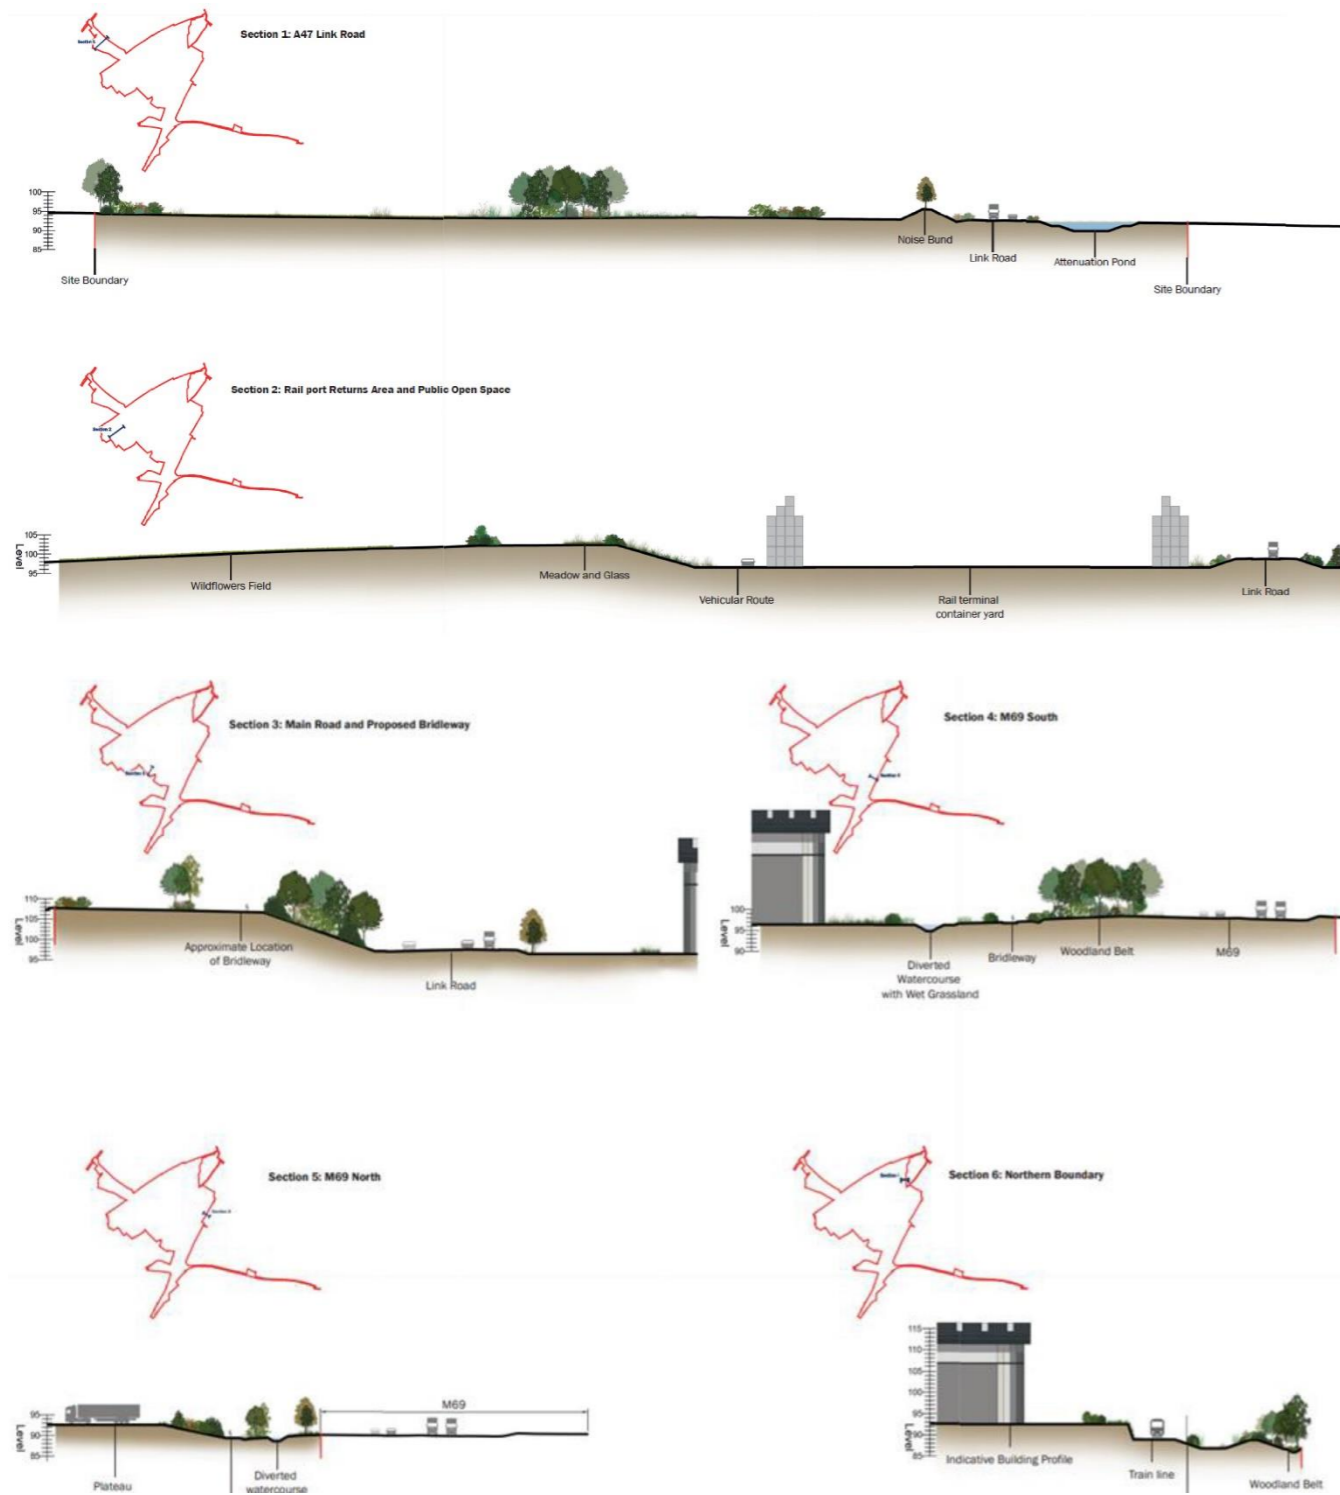 Section 1: A47 Link Road
Section 1
100
95
90
85
Site Boundary
Noise Bund
Link Road
Attenuation Pond
Site Boundary
Section 2: Rail port Returns Area and Public Open Space
Section 2
Level
105
100
95
Wildflowers Field
Meadow and Glass
Vehicular Route
Rail terminal
container yard
Link Road
Section 3: Main Road and Proposed Bridleway
Level
110
105
100
95
Approximate Location
of Bridleway
Link Road
Section 4: M69 South
Level
100
95
90
Diverted
Watercourse
with Wet Grassland
Bridleway
Woodland Belt
M69
Section 5: M69 North
Level
95
90
85
Plateau
Diverted
watercourse
M69
Section 6: Northern Boundary
Level
115
110
105
100
95
90
85
Indicative Building Profile
Train line
Woodland Belt